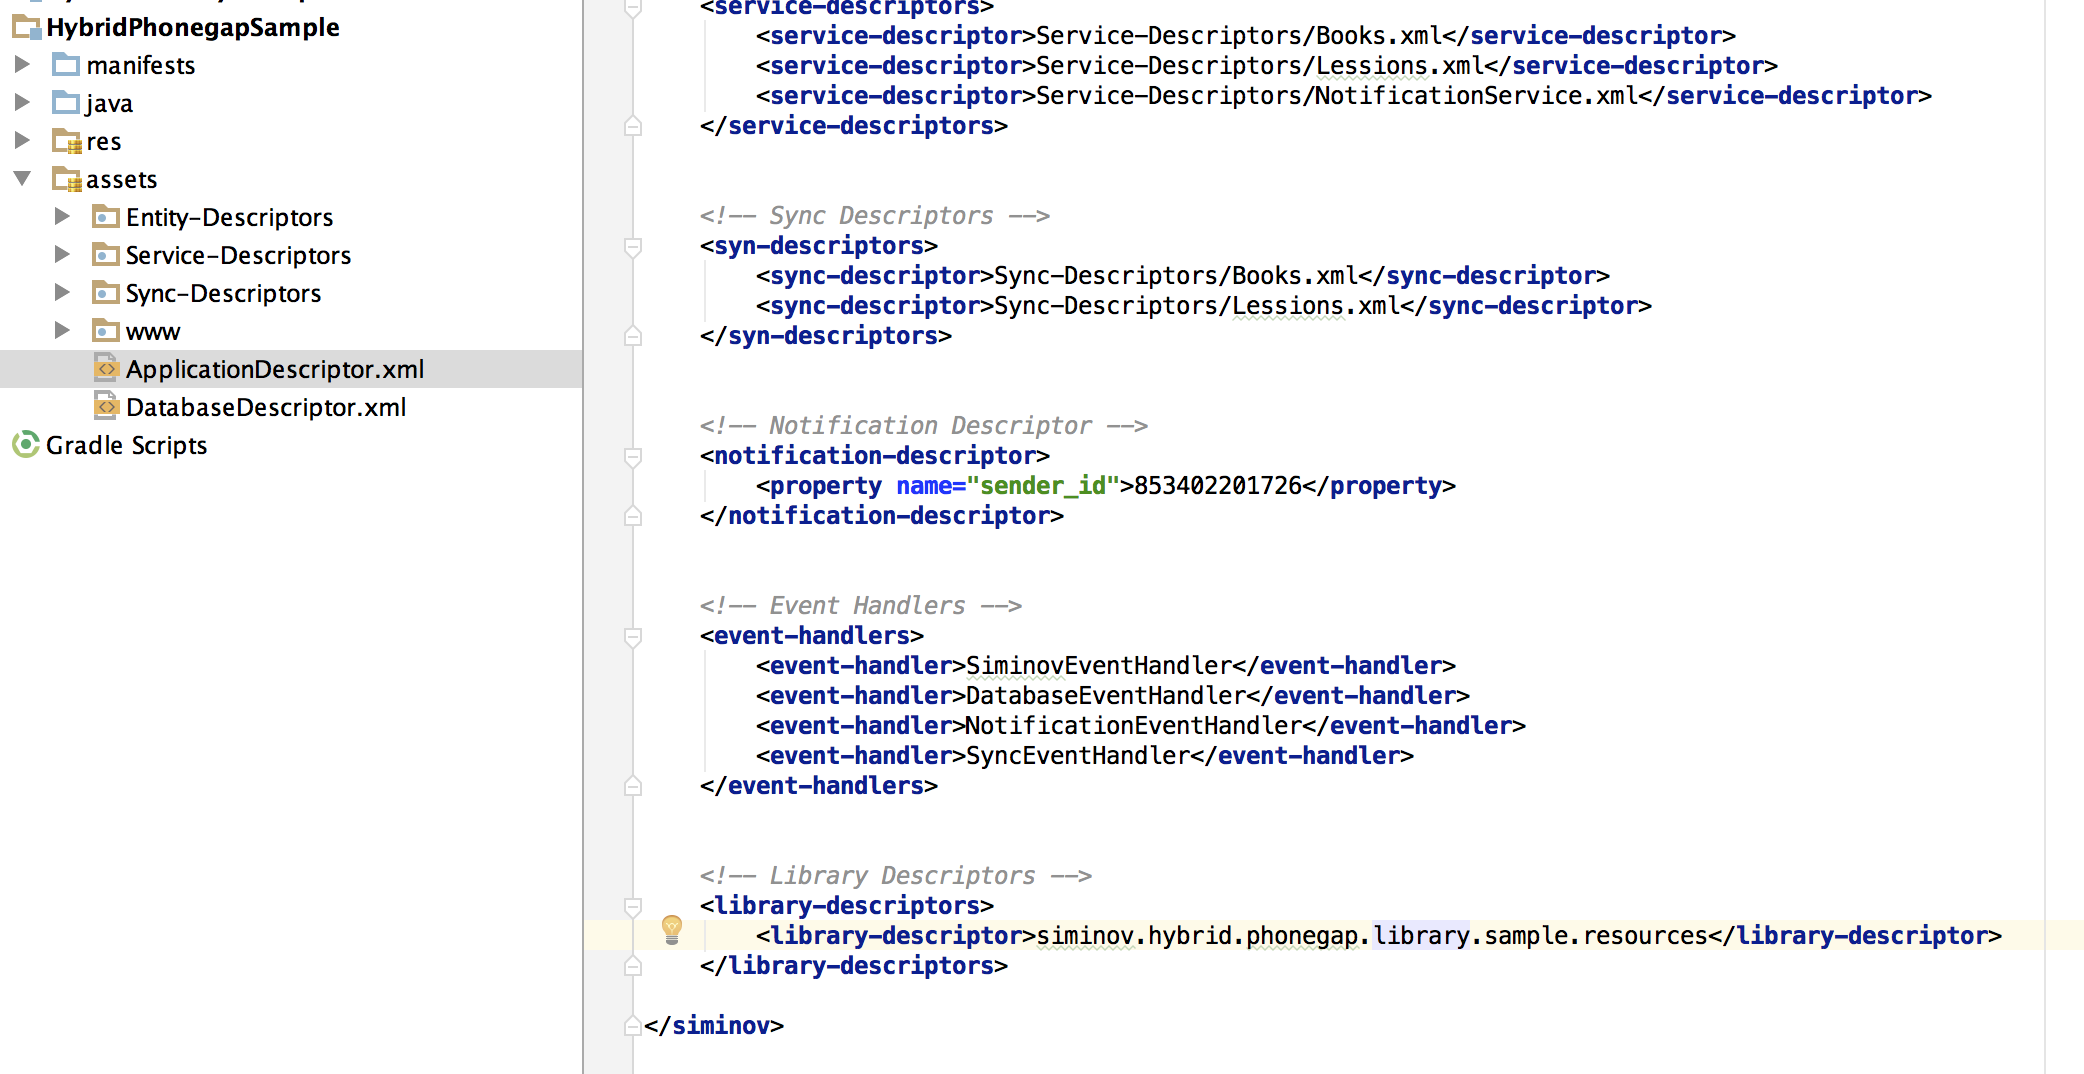 HybridPhonegapSample
manifests
java
res
assets
Entity-Descriptors
Service-Descriptors
Sync-Descriptors
www
ApplicationDescriptor.xml
DatabaseDescriptor.xml
Gradle Scripts
<service-descriptors>
<service-descriptor>Service-Descriptors/Books.xml</service-descriptor>
<service-descriptor>Service-Descriptors/Lessions.xml</service-descriptor>
<service-descriptor>Service-Descriptors/NotificationService.xml</service-descriptor>
</service-descriptors>
<!-- Sync Descriptors -->
<syn-descriptors>
<sync-descriptor>Sync-Descriptors/Books.xml</sync-descriptor>
<sync-descriptor>Sync-Descriptors/Lessions.xml</sync-descriptor>
</syn-descriptors>
<!-- Notification Descriptor -->
<notification-descriptor>
<property name="sender_id">853402201726</property>
</notification-descriptor>
<!-- Event Handlers -->
<event-handlers>
<event-handler>SiminovEventHandler</event-handler>
<event-handler>DatabaseEventHandler</event-handler>
<event-handler>NotificationEventHandler</event-handler>
<event-handler>SyncEventHandler</event-handler>
</event-handlers>
<!-- Library Descriptors -->
<library-descriptors>
<library-descriptor>siminov.hybrid.phonegap.library.sample.resources</library-descriptor>
</library-descriptors>
</siminov>